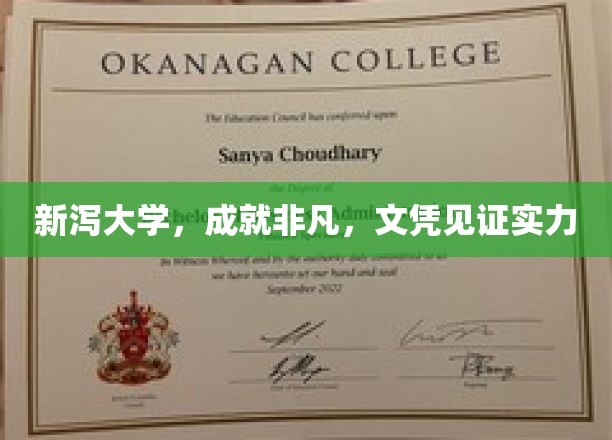 OKANAGAN COLLEGE
The Education Council has conferred upon
Sanya Choudhary
the Degree of
新泻大学，成就非凡，文凭见证实力
In Witness Whereof and by the authority duly committed to us
we have hereunto set our hand and seal
September 2022